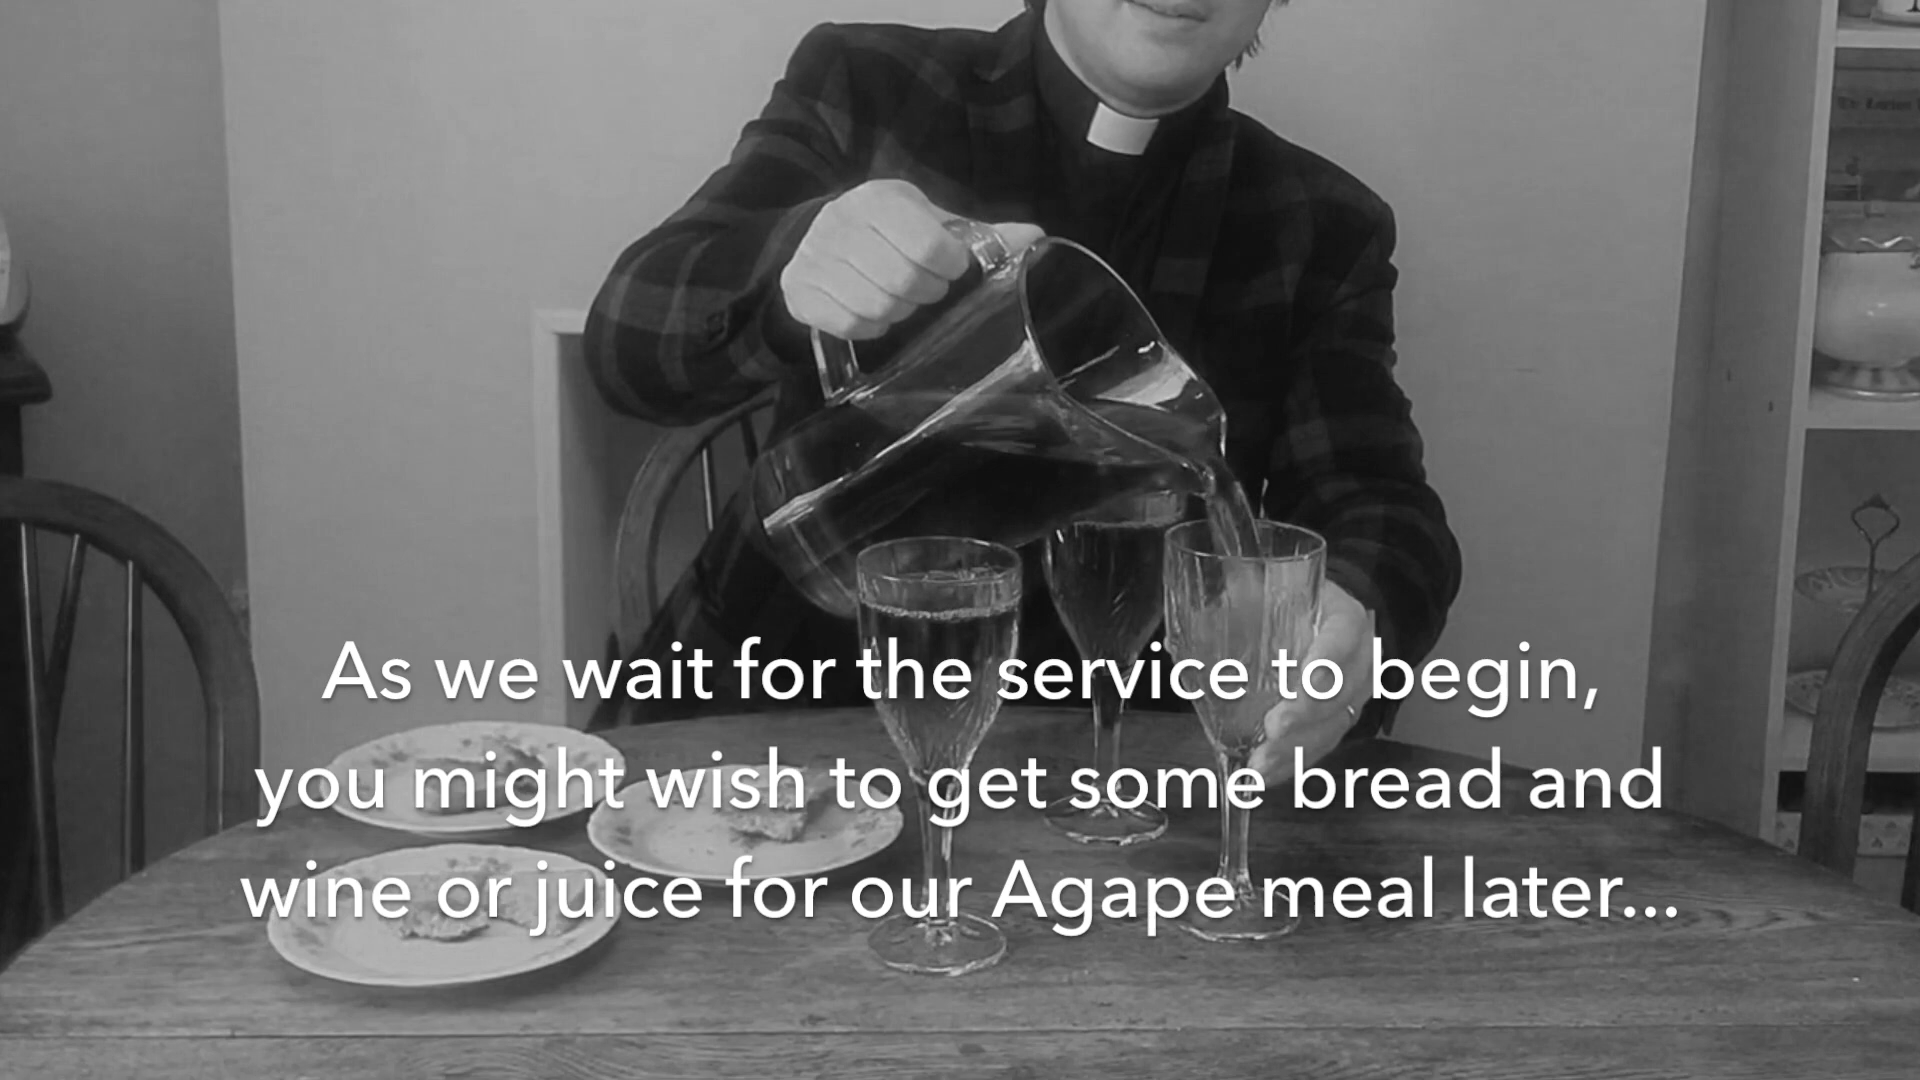 As we wait for the service to begin,
you might wish to get some bread and
wine or juice for our Agape meal later...